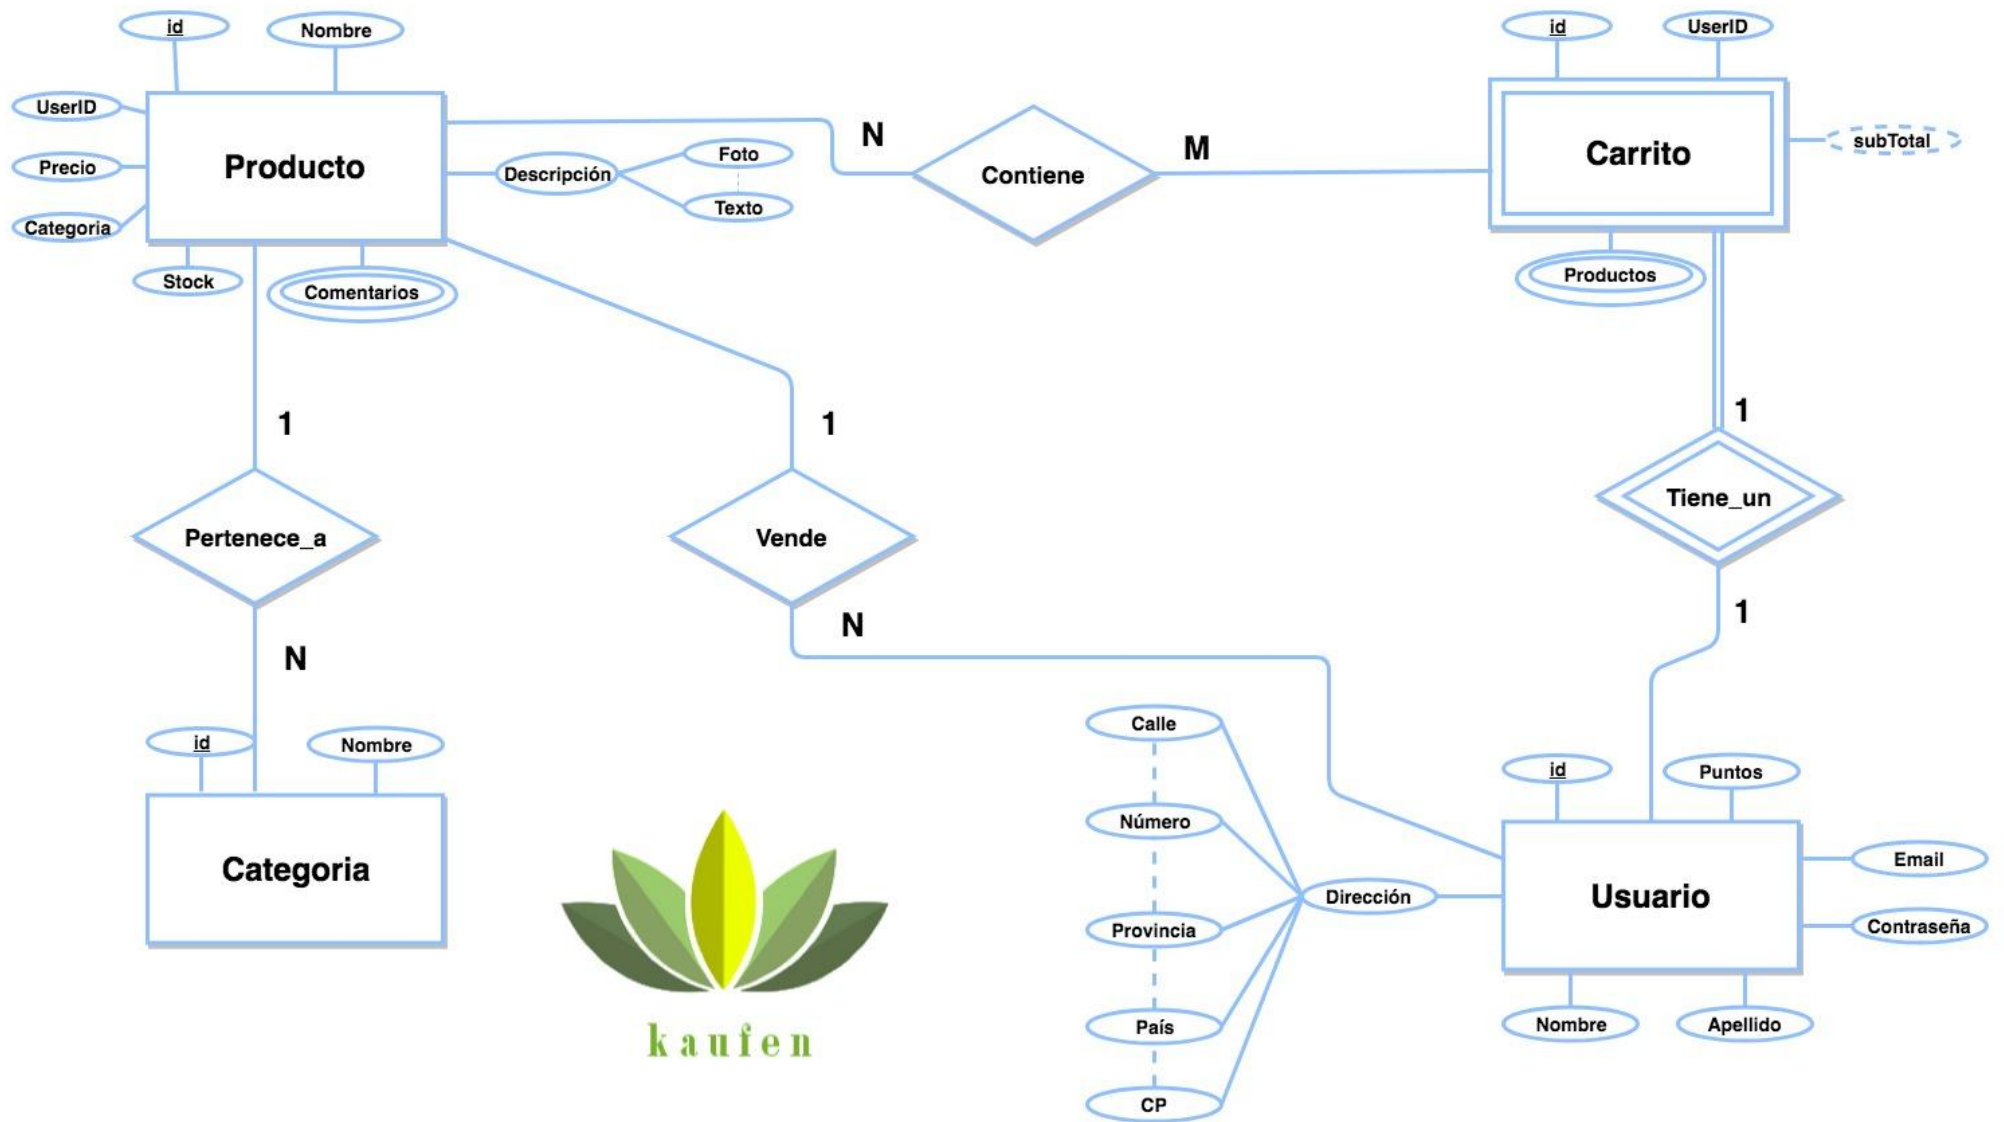 id
Nombre
id
UserID
UserID
Precio
Categoria
Producto
Descripción
Foto
Texto
N
Contiene
M
Carrito
subTotal
Stock
Comentarios
Productos
1
1
1
Pertenece_a
Vende
Tiene_un
N
N
1
id
Nombre
Categoria
kaufen
Calle
Número
Provincia
País
CP
Dirección
id
Puntos
Usuario
Email
Contraseña
Nombre
Apellido